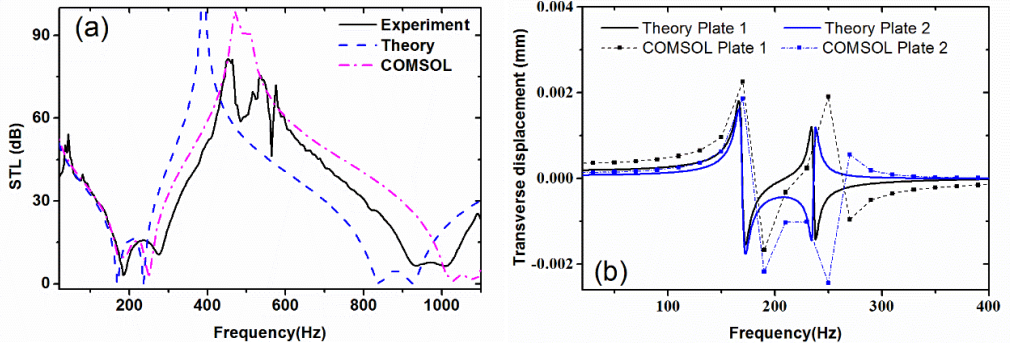 (a)
Experiment
Theory
COMSOL
90
60
30
0
STL (dB)
200 400 600 800 1000
Frequency(Hz)
Theory Plate 1 Theory Plate 2
COMSOL Plate 1 COMSOL Plate 2
0.004
0.002
0.000
-0.002
Transverse displacement (mm)
(b)
100 200 300 400
Frequency(Hz)